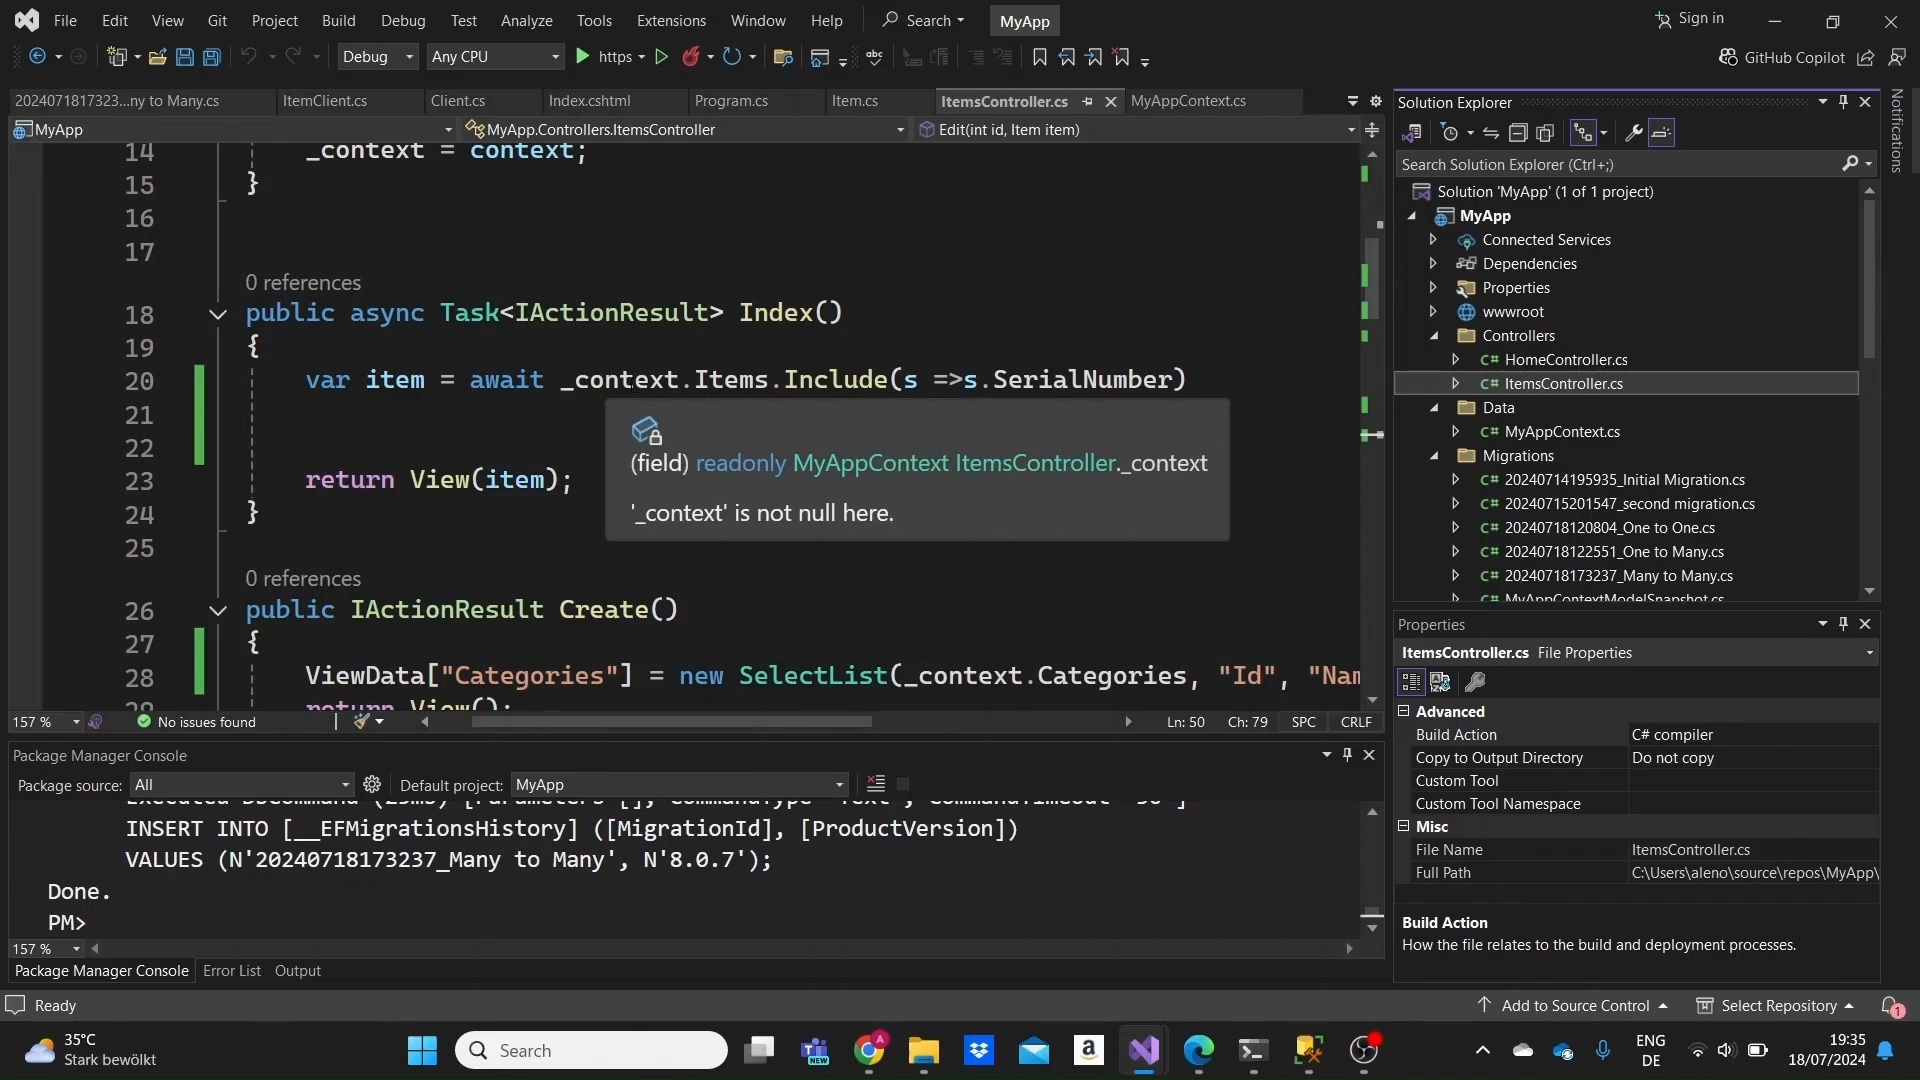 File Edit View Git Project Build Debug Test Analyze Tools Extensions Window Help Search MyApp Sign in
Debug Any CPU https GitHub Copilot
2024071817323...ny to Many.cs ItemClient.cs Client.cs Index.cshtml Program.cs Item.cs ItemsController.cs MyAppContext.cs
MyApp MyApp.Controllers.ItemsController Edit(int id, Item item)
14 _context = context;
15 }
16
17
0 references
18 public async Task<IActionResult> Index()
19 {
20 var item = await _context.Items.Include(s =>s.SerialNumber)
21
22
23 return View(item);
24 }
25
(field) readonly MyAppContext ItemsController._context
'_context' is not null here.
0 references
26 public IActionResult Create()
27 {
28 ViewData["Categories"] = new SelectList(_context.Categories, "Id", "Nam
29 return View();
157 % No issues found Ln: 50 Ch: 79 SPC CRLF
Package Manager Console
Package source: All Default project: MyApp
INSERT INTO [__EFMigrationsHistory] ([MigrationId], [ProductVersion])
VALUES (N'20240718173237_Many to Many', N'8.0.7');
Done.
PM>
157 %
Package Manager Console Error List Output
Solution Explorer
Search Solution Explorer (Ctrl+;)
Solution 'MyApp' (1 of 1 project)
MyApp
Connected Services
Dependencies
Properties
wwwroot
Controllers
C# HomeController.cs
C# ItemsController.cs
Data
C# MyAppContext.cs
Migrations
C# 20240714195935_Initial Migration.cs
C# 20240715201547_second migration.cs
C# 20240718120804_One to One.cs
C# 20240718122551_One to Many.cs
C# 20240718173237_Many to Many.cs
C# MyAppContextModelSnapshot.cs
Notifications
Properties
ItemsController.cs File Properties
Advanced
Build Action C# compiler
Copy to Output Directory Do not copy
Custom Tool
Custom Tool Namespace
Misc
File Name ItemsController.cs
Full Path C:\Users\aleno\source\repos\MyApp\
Build Action
How the file relates to the build and deployment processes.
Ready Add to Source Control Select Repository 1
35°C
Stark bewölkt
Search
ENG
DE
19:35
18/07/2024